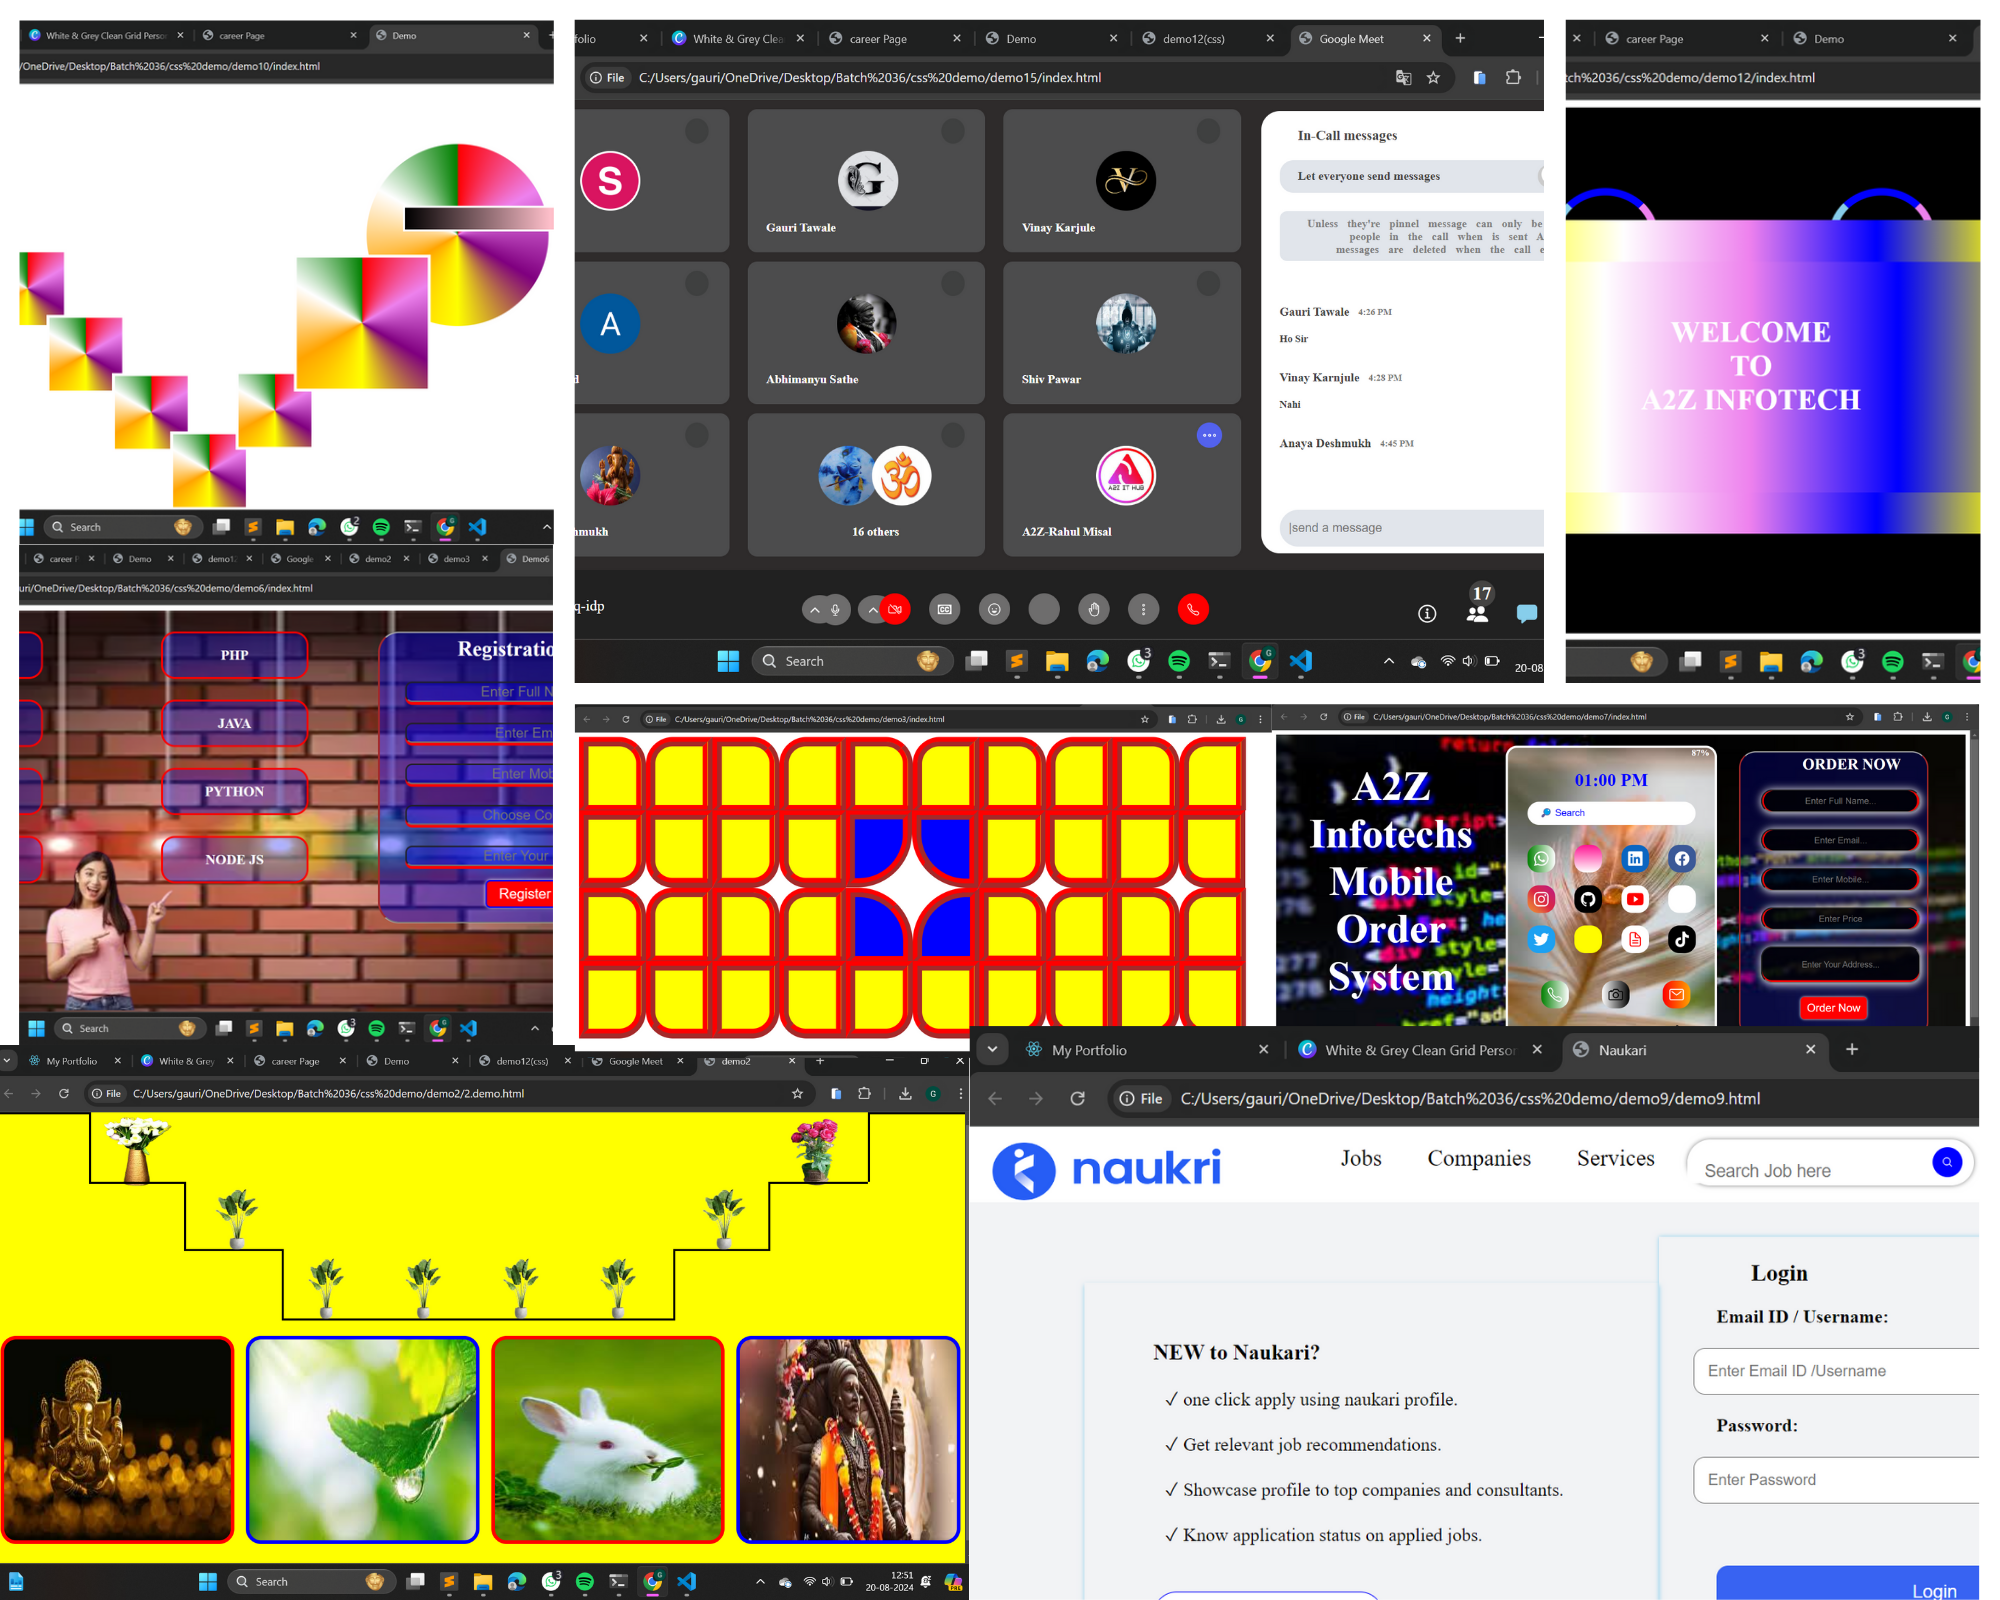 White & Grey Clean Grid Person
career Page
Demo
/OneDrive/Desktop/Batch%2036/css%20demo/demo10/index.html
Search
2
folio
White & Grey Clea
career Page
Demo
demo12(css)
Google Meet
File
C:/Users/gauri/OneDrive/Desktop/Batch%2036/css%20demo/demo15/index.html
S
G
Gauri Tawale
V
Vinay Karjule
A
d
Abhimanyu Sathe
Shiv Pawar
mukh
16 others
A2Z IT HUB
A2Z-Rahul Misal
In-Call messages
Let everyone send messages
Unless they're pinnel message can only be
people in the call when is sent A
messages are deleted when the call e
Gauri Tawale 4:26 PM
Ho Sir
Vinay Karnjule 4:28 PM
Nahi
Anaya Deshmukh 4:45 PM
|send a message
q-idp
17
Search
3
20-08
career Page
Demo
tch%2036/css%20demo/demo12/index.html
WELCOME
TO
A2Z INFOTECH
3
career P
Demo
demo12
Google
demo2
demo3
Demo6
uri/OneDrive/Desktop/Batch%2036/css%20demo/demo6/index.html
PHP
JAVA
PYTHON
NODE JS
Registratio
Enter Full N
Enter Em
Enter Mob
Choose Co
Enter Your
Register
Search
3
File
C:/Users/gauri/OneDrive/Desktop/Batch%2036/css%20demo/demo3/index.html
File
C:/Users/gauri/OneDrive/Desktop/Batch%2036/css%20demo/demo7/index.html
A2Z
Infotechs
Mobile
Order
System
87%
01:00 PM
Search
ORDER NOW
Enter Full Name...
Enter Email...
Enter Mobile...
Enter Price
Enter Your Address...
Order Now
My Portfolio
White & Grey
career Page
Demo
demo12(css)
Google Meet
demo2
File
C:/Users/gauri/OneDrive/Desktop/Batch%2036/css%20demo/demo2/2.demo.html
Search
3
12:51
20-08-2024
My Portfolio
White & Grey Clean Grid Person
Naukari
File
C:/Users/gauri/OneDrive/Desktop/Batch%2036/css%20demo/demo9/demo9.html
naukri
Jobs
Companies
Services
Search Job here
NEW to Naukari?
✓ one click apply using naukari profile.
✓ Get relevant job recommendations.
✓ Showcase profile to top companies and consultants.
✓ Know application status on applied jobs.
Login
Email ID / Username:
Enter Email ID /Username
Password:
Enter Password
Login